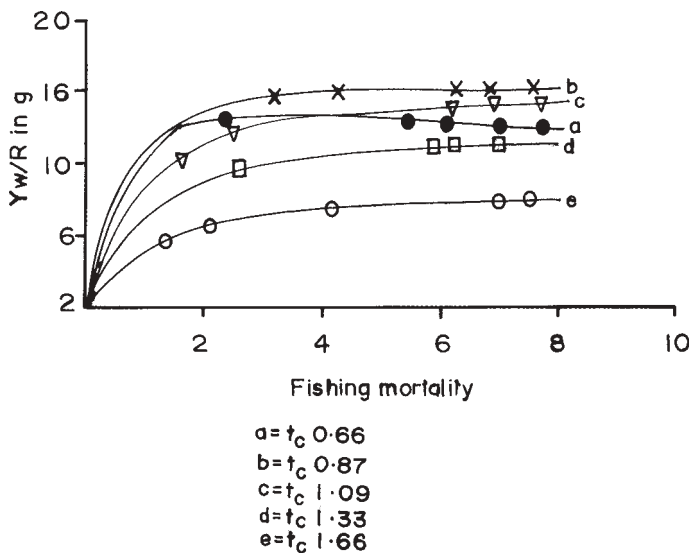 20
16
10
6
2
Yw/R in g
b
c
a
d
e
2 4 6 8 10
Fishing mortality
a = tc 0.66
b = tc 0.87
c = tc 1.09
d = tc 1.33
e = tc 1.66